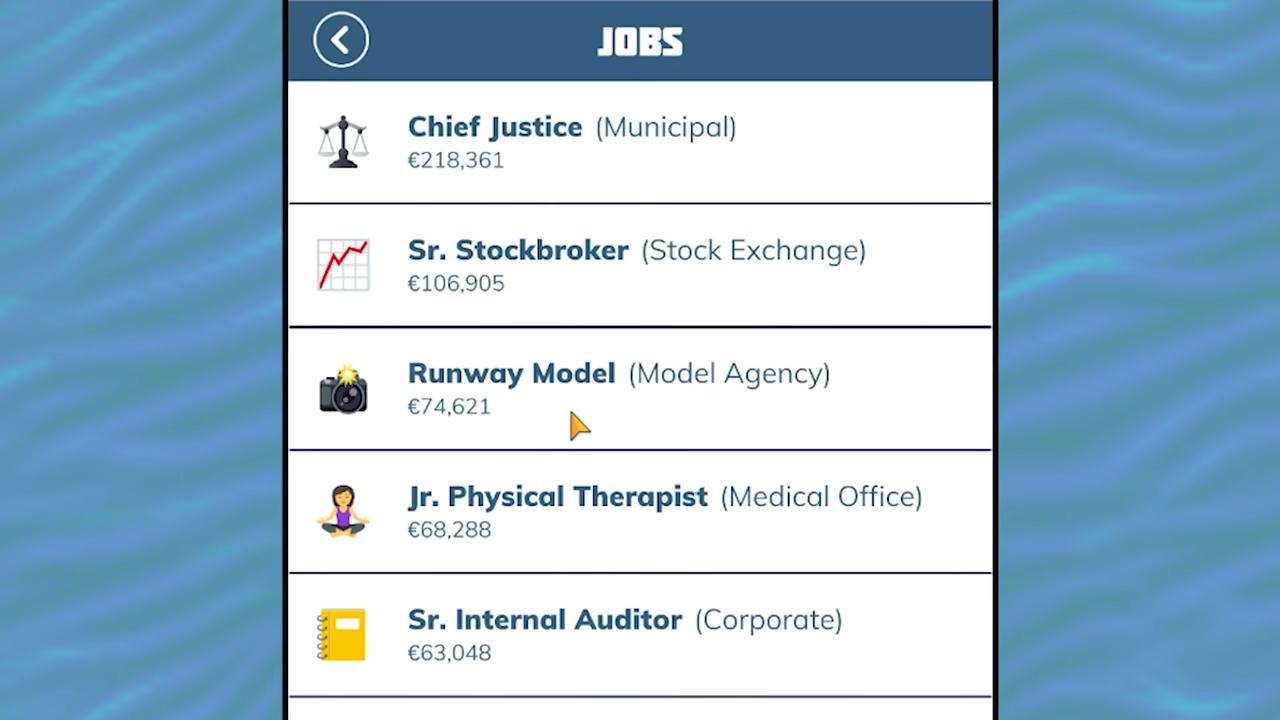 JOBS
Chief Justice (Municipal)
€218,361
Sr. Stockbroker (Stock Exchange)
€106,905
Runway Model (Model Agency)
€74,621
Jr. Physical Therapist (Medical Office)
€68,288
Sr. Internal Auditor (Corporate)
€63,048